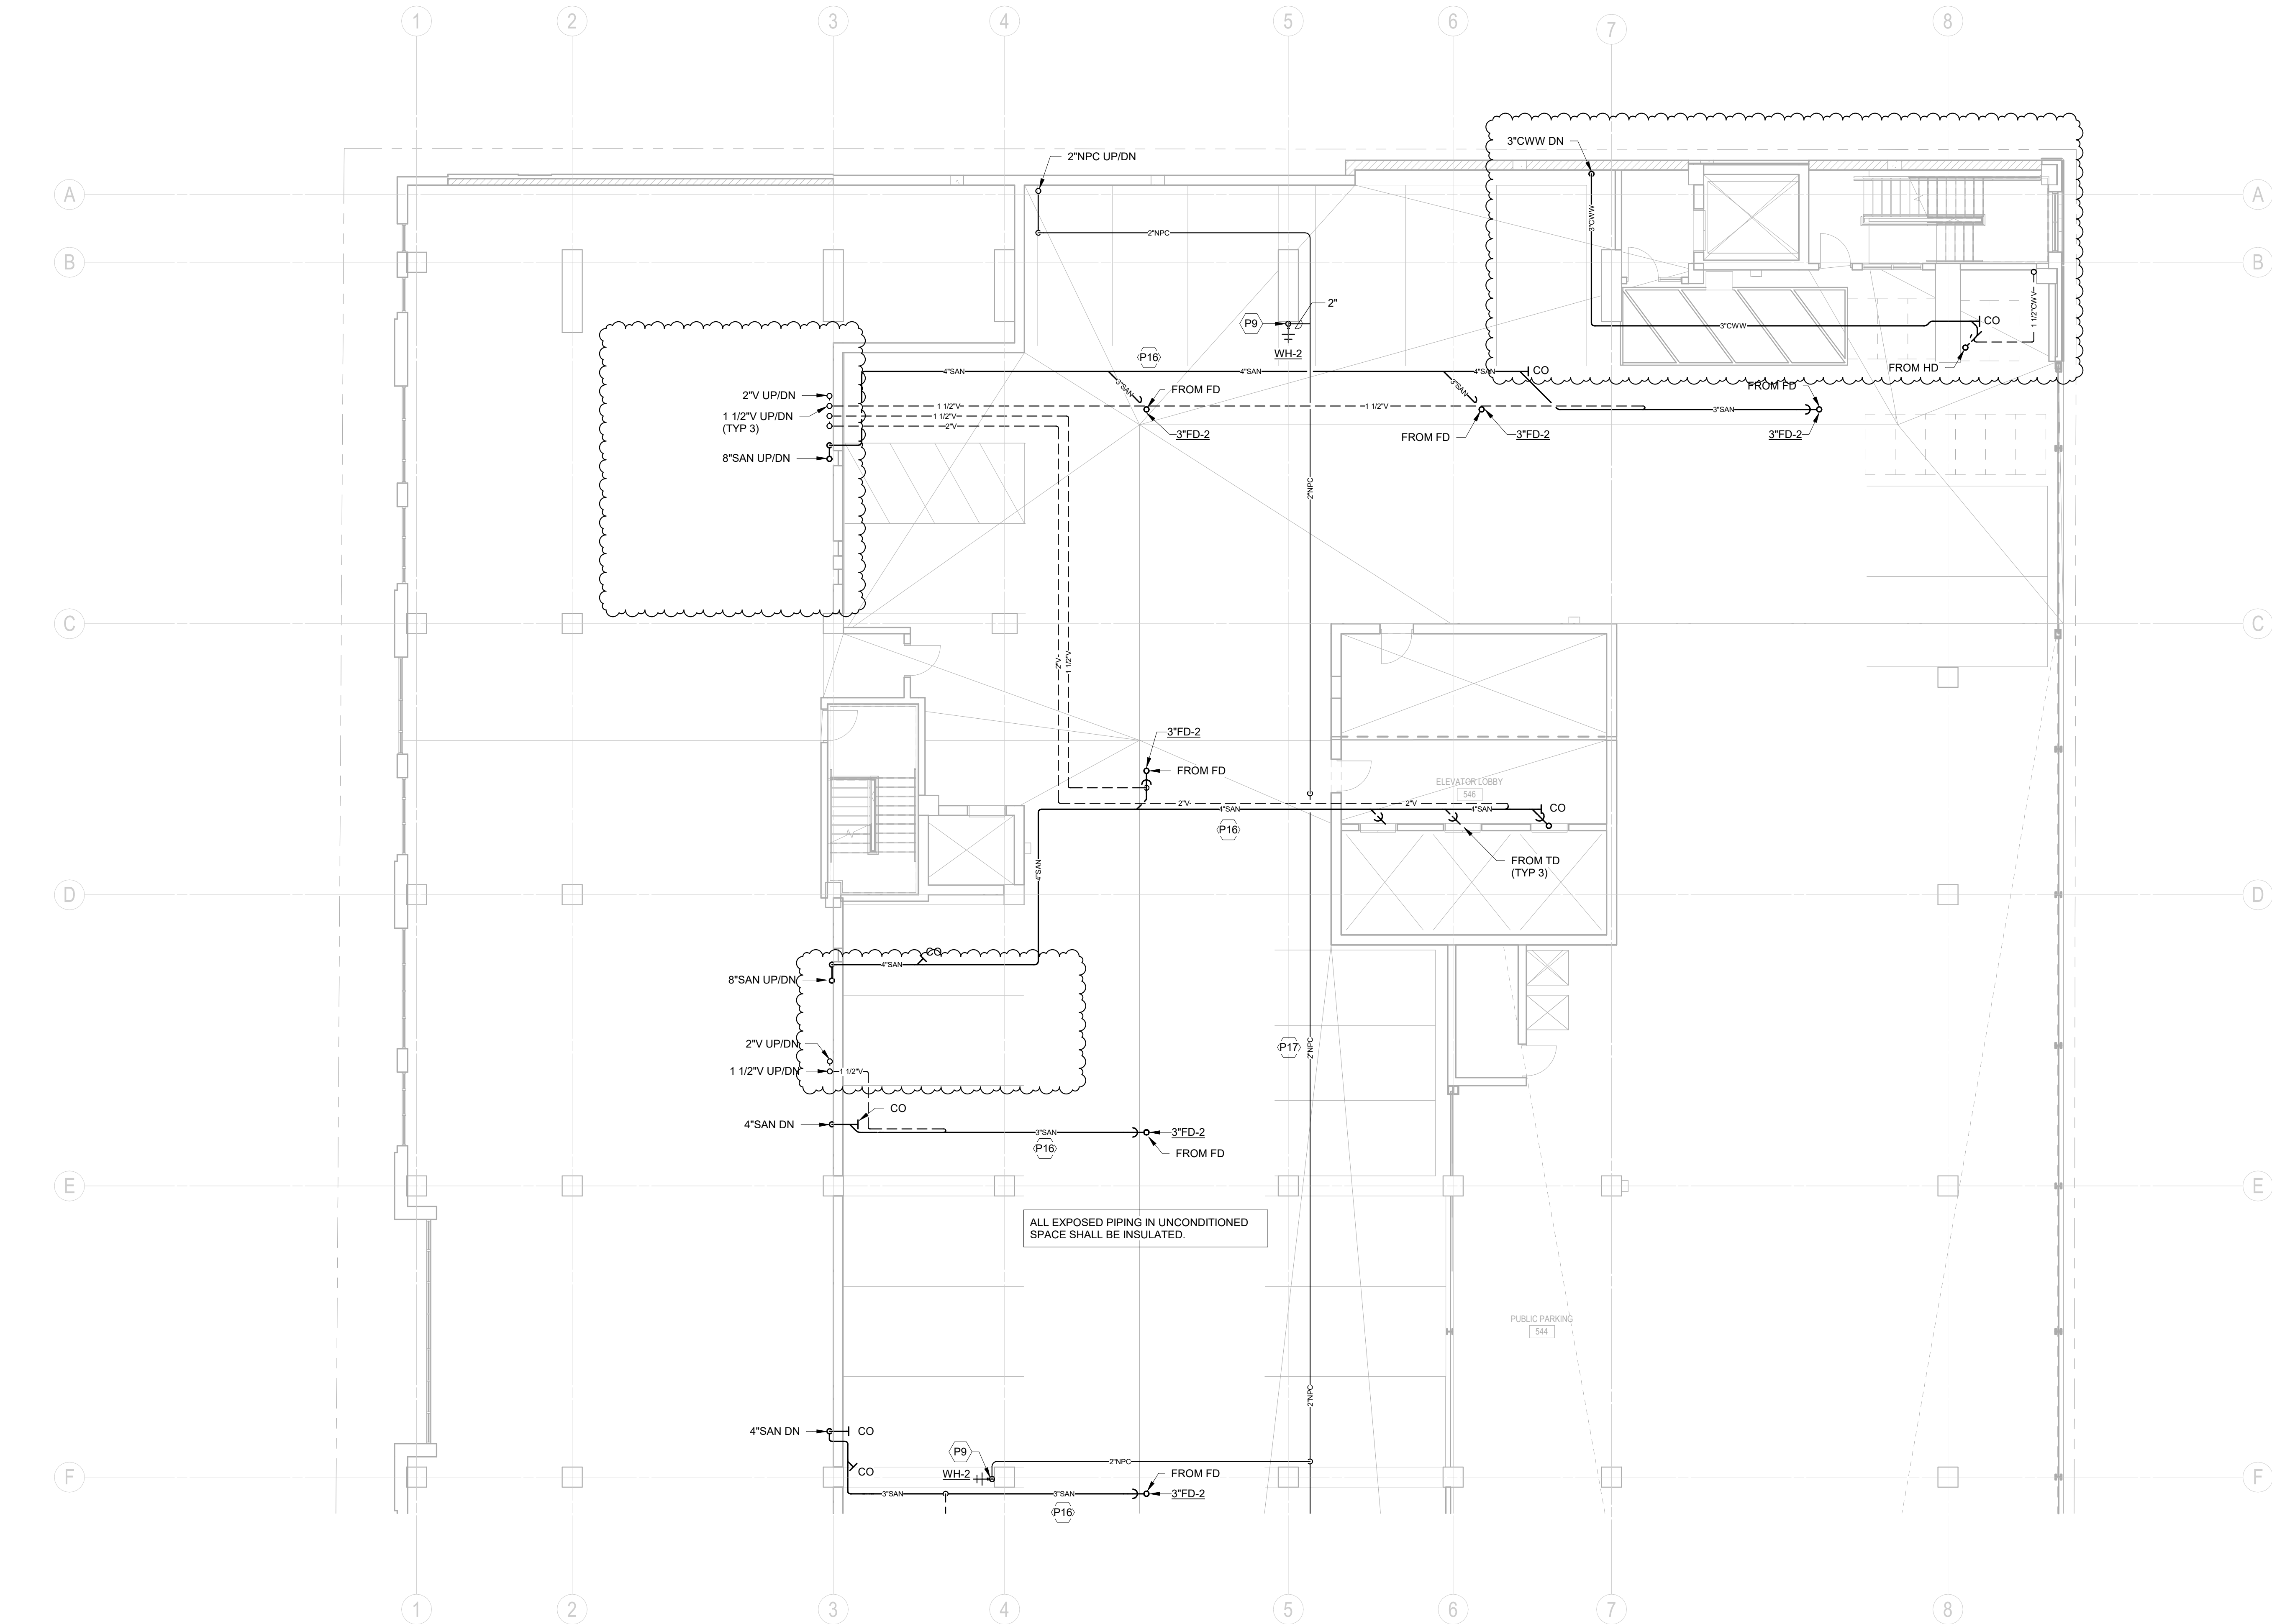 1
2
3
4
5
6
7
8
3"CWW DN
2"NPC UP/DN
A
A
3"CWW
2"NPC
B
B
1 1/2"CWV
2"
P9
CO
3"CWW
WH-2
P16
FROM HD
4"SAN
4"SAN
4"SAN
CO
3"SAN
3"SAN
FROM FD
FROM FD
2"V UP/DN
1 1/2"V
1 1/2"V
3"SAN
1 1/2"V UP/DN
(TYP 3)
1 1/2"V
2"V
3"FD-2
FROM FD
3"FD-2
3"FD-2
8"SAN UP/DN
2"NPC
C
C
2"V
1 1/2"V
3"FD-2
FROM FD
ELEVATOR LOBBY
546
2"V
2"V
4"SAN
4"SAN
CO
P16
4"SAN
FROM TD
(TYP 3)
D
D
CO
4"SAN
8"SAN UP/DN
2"V UP/DN
P17
2"NPC
1 1/2"V UP/DN
1 1/2"V
CO
4"SAN DN
3"SAN
3"FD-2
P16
FROM FD
E
E
ALL EXPOSED PIPING IN UNCONDITIONED
SPACE SHALL BE INSULATED.
PUBLIC PARKING
544
2"NPC
4"SAN DN
CO
P9
2"NPC
CO
WH-2
FROM FD
F
F
3"SAN
3"SAN
3"FD-2
P16
1
2
3
4
5
6
7
8